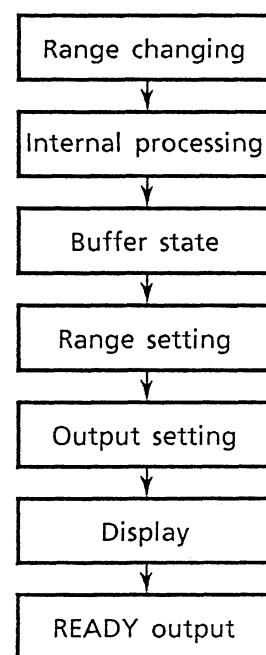 Range changing
Internal processing
Buffer state
Range setting
Output setting
Display
READY output